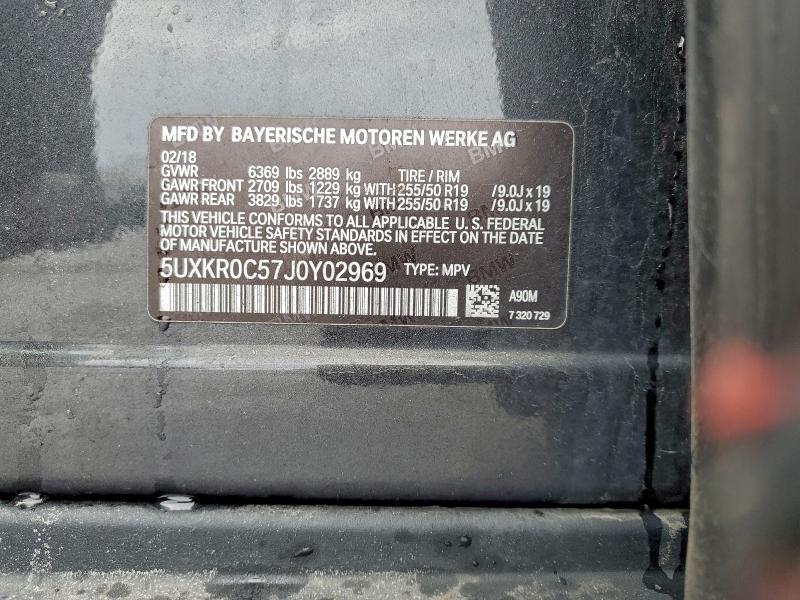 MFD BY BAYERISCHE MOTOREN WERKE AG
02/18
GVWR 6369 lbs 2889 kg TIRE / RIM
GAWR FRONT 2709 lbs 1229 kg WITH 255/50 R19 /9.0J x 19
GAWR REAR 3829 lbs 1737 kg WITH 255/50 R19 /9.0J x 19
THIS VEHICLE CONFORMS TO ALL APPLICABLE U. S. FEDERAL
MOTOR VEHICLE SAFETY STANDARDS IN EFFECT ON THE DATE
OF MANUFACTURE SHOWN ABOVE.
5UXKR0C57J0Y02969 TYPE: MPV
A90M
7 320 729